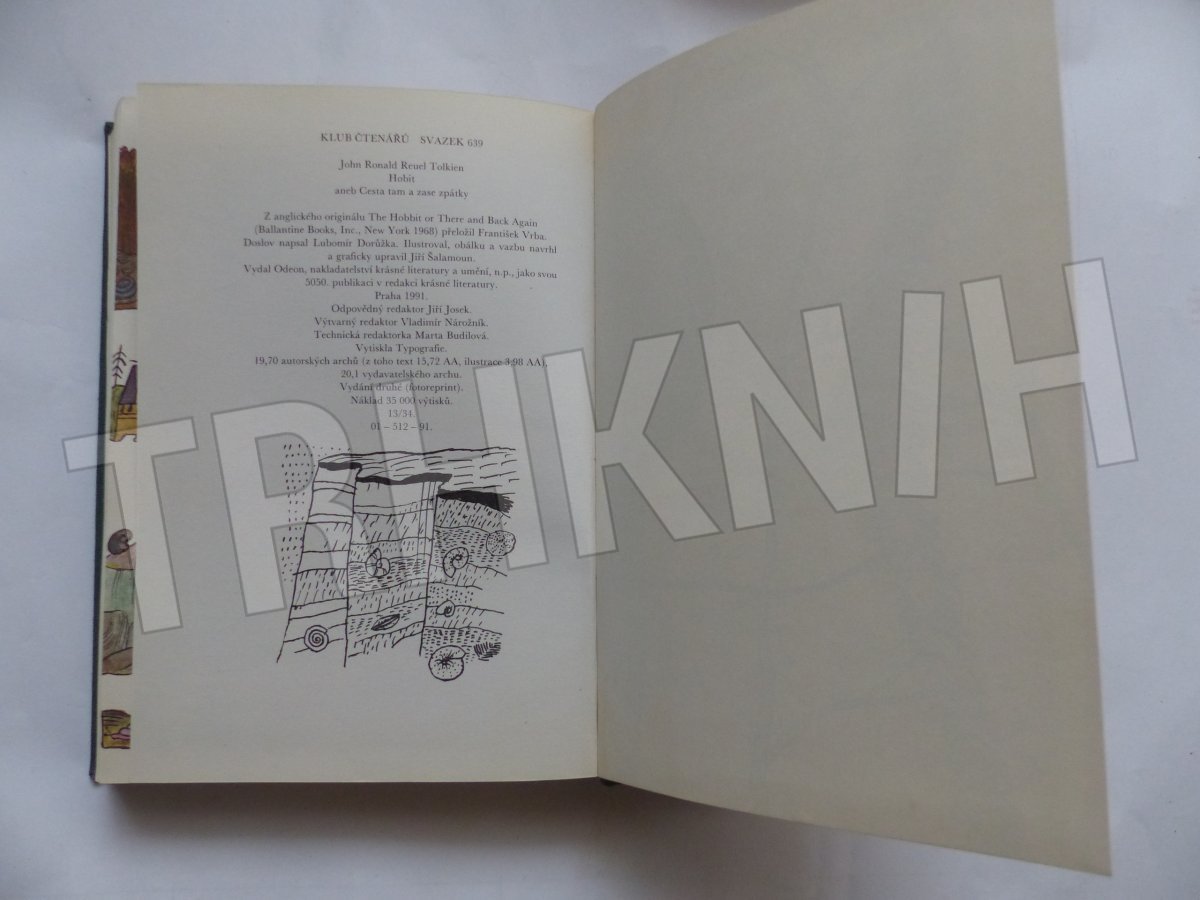 KLUB ČTENÁŘŮ SVAZEK 639
John Ronald Reuel Tolkien
Hobit
aneb Cesta tam a zase zpátky
Z anglického originálu The Hobbit or There and Back Again
(Ballantine Books, Inc., New York 1968) přeložil František Vrba.
Doslov napsal Lubomír Dorůžka. Ilustroval, obálku a vazbu navrhl
a graficky upravil Jiří Šalamoun.
Vydal Odeon, nakladatelství krásné literatury a umění, n.p., jako svou
5050. publikaci v redakci krásné literatury.
Praha 1991.
Odpovědný redaktor Jiří Josek.
Výtvarný redaktor Vladimír Nárožník.
Technická redaktorka Marta Budilová.
Vytiskla Typografie.
19,70 autorských archů (z toho text 15,72 AA, ilustrace 3,98 AA),
20,1 vydavatelského archu.
Vydání druhé (fotoreprint).
Náklad 35 000 výtisků.
13/34.
01 – 512 – 91.
TRHKNIH